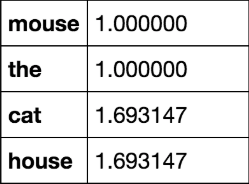 mouse 1.000000
the 1.000000
cat 1.693147
house 1.693147